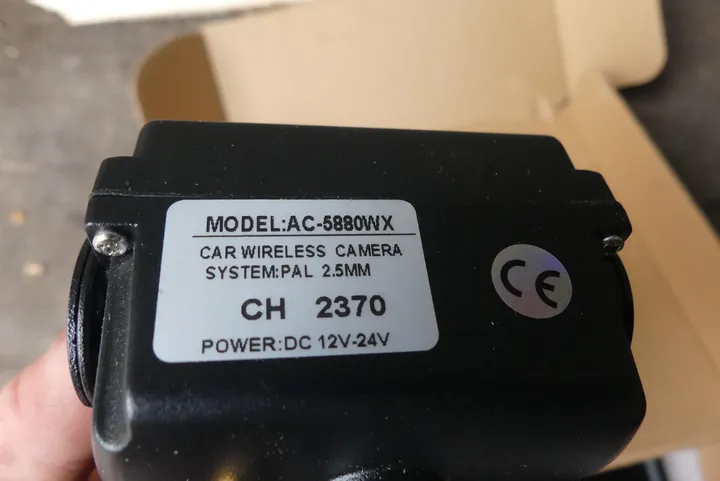 MODEL:AC-5880WX
CAR WIRELESS CAMERA
SYSTEM:PAL 2.5MM
CH 2370
POWER:DC 12V-24V
CE